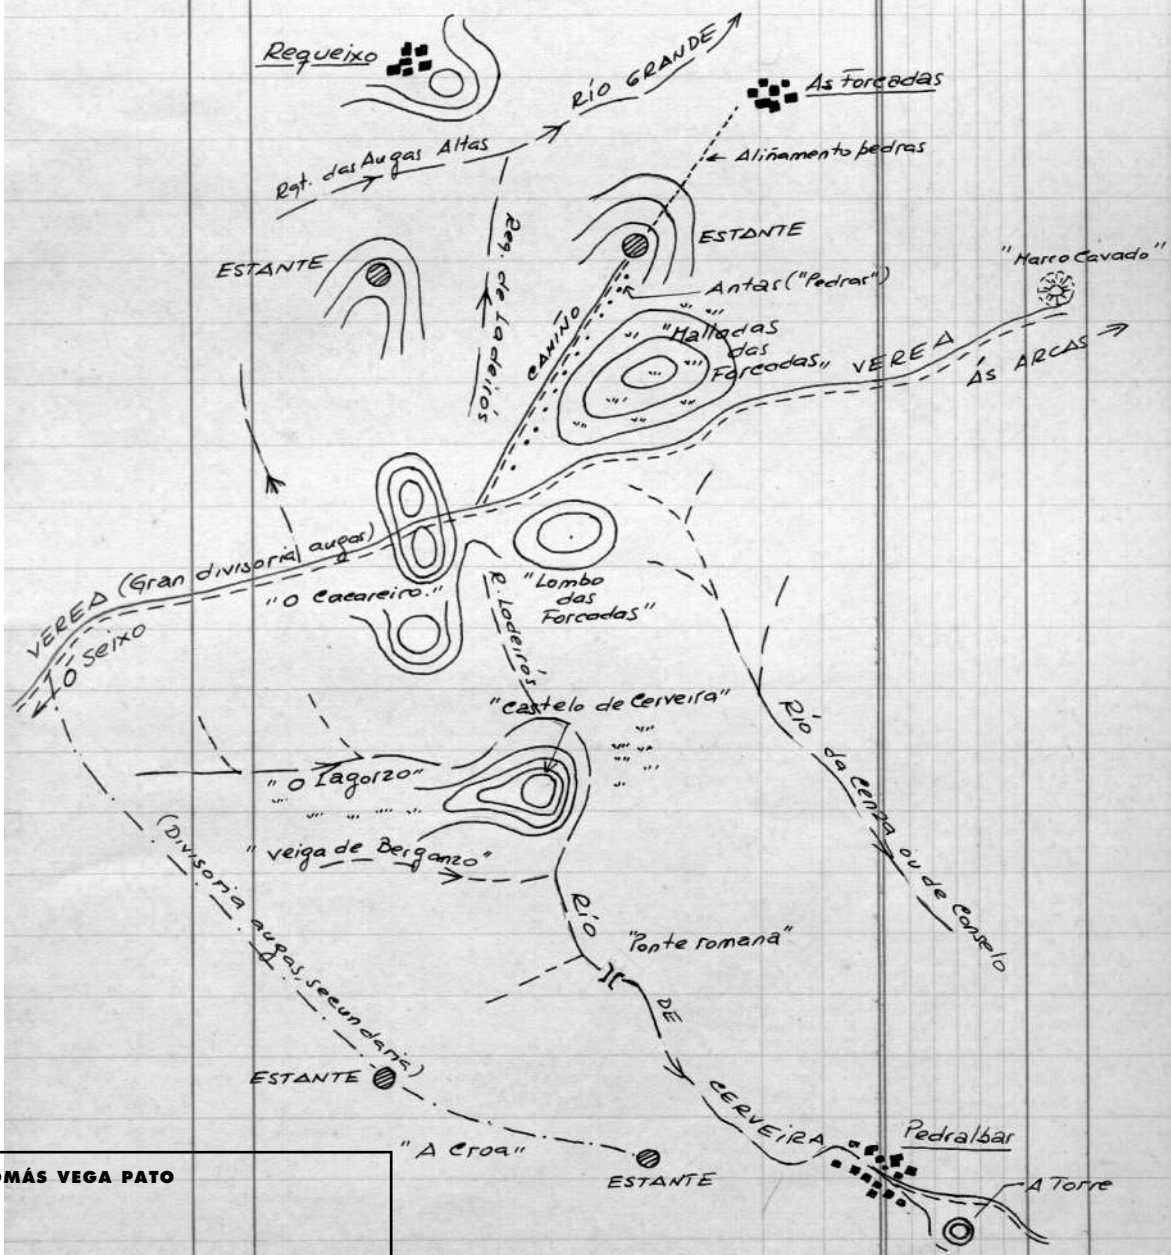 Requeixo
RÍO GRANDE
As Forcadas
Rgt. das Augas Altas
Aliñamento pedras
Reg. de Ladeirós
ESTANTE
ESTANTE
"Marco Cavado"
Antas ("Pedras")
CAMIÑO
"Malladas
das
Forcadas"
VEREA
ÁS ARCAS
VEREA (Gran divisoria augas)
"O Cacareiro."
R. Lodeirós
"Lombo
das
Forcadas"
O SEIXO
"Castelo de Cerveira"
Río da Cenza ou de Conselo
"O Lagorzo"
(Divisoria augas, secundaria)
"Veiga de Berganzo"
RÍO DE CERVEIRA
"Ponte romana"
ESTANTE
"A Croa"
ESTANTE
Pedralbar
A Torre
OMÁS VEGA PATO